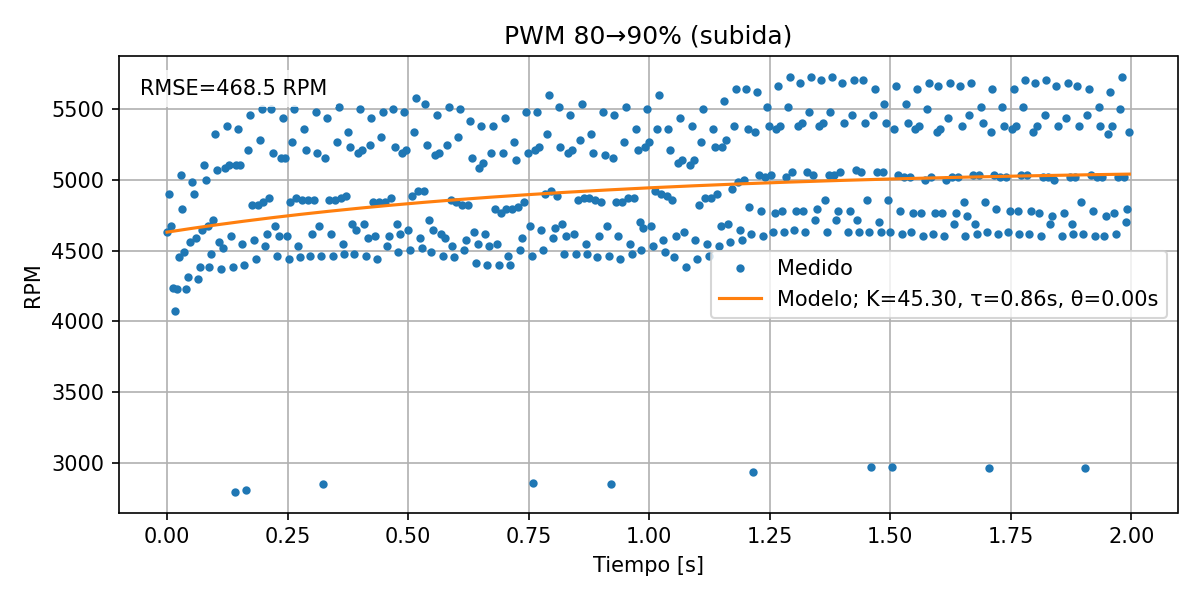 PWM 80→90% (subida)
RMSE=468.5 RPM
5500
5000
4500
4000
3500
3000
RPM
Medido
Modelo; K=45.30, τ=0.86s, θ=0.00s
0.00 0.25 0.50 0.75 1.00 1.25 1.50 1.75 2.00
Tiempo [s]